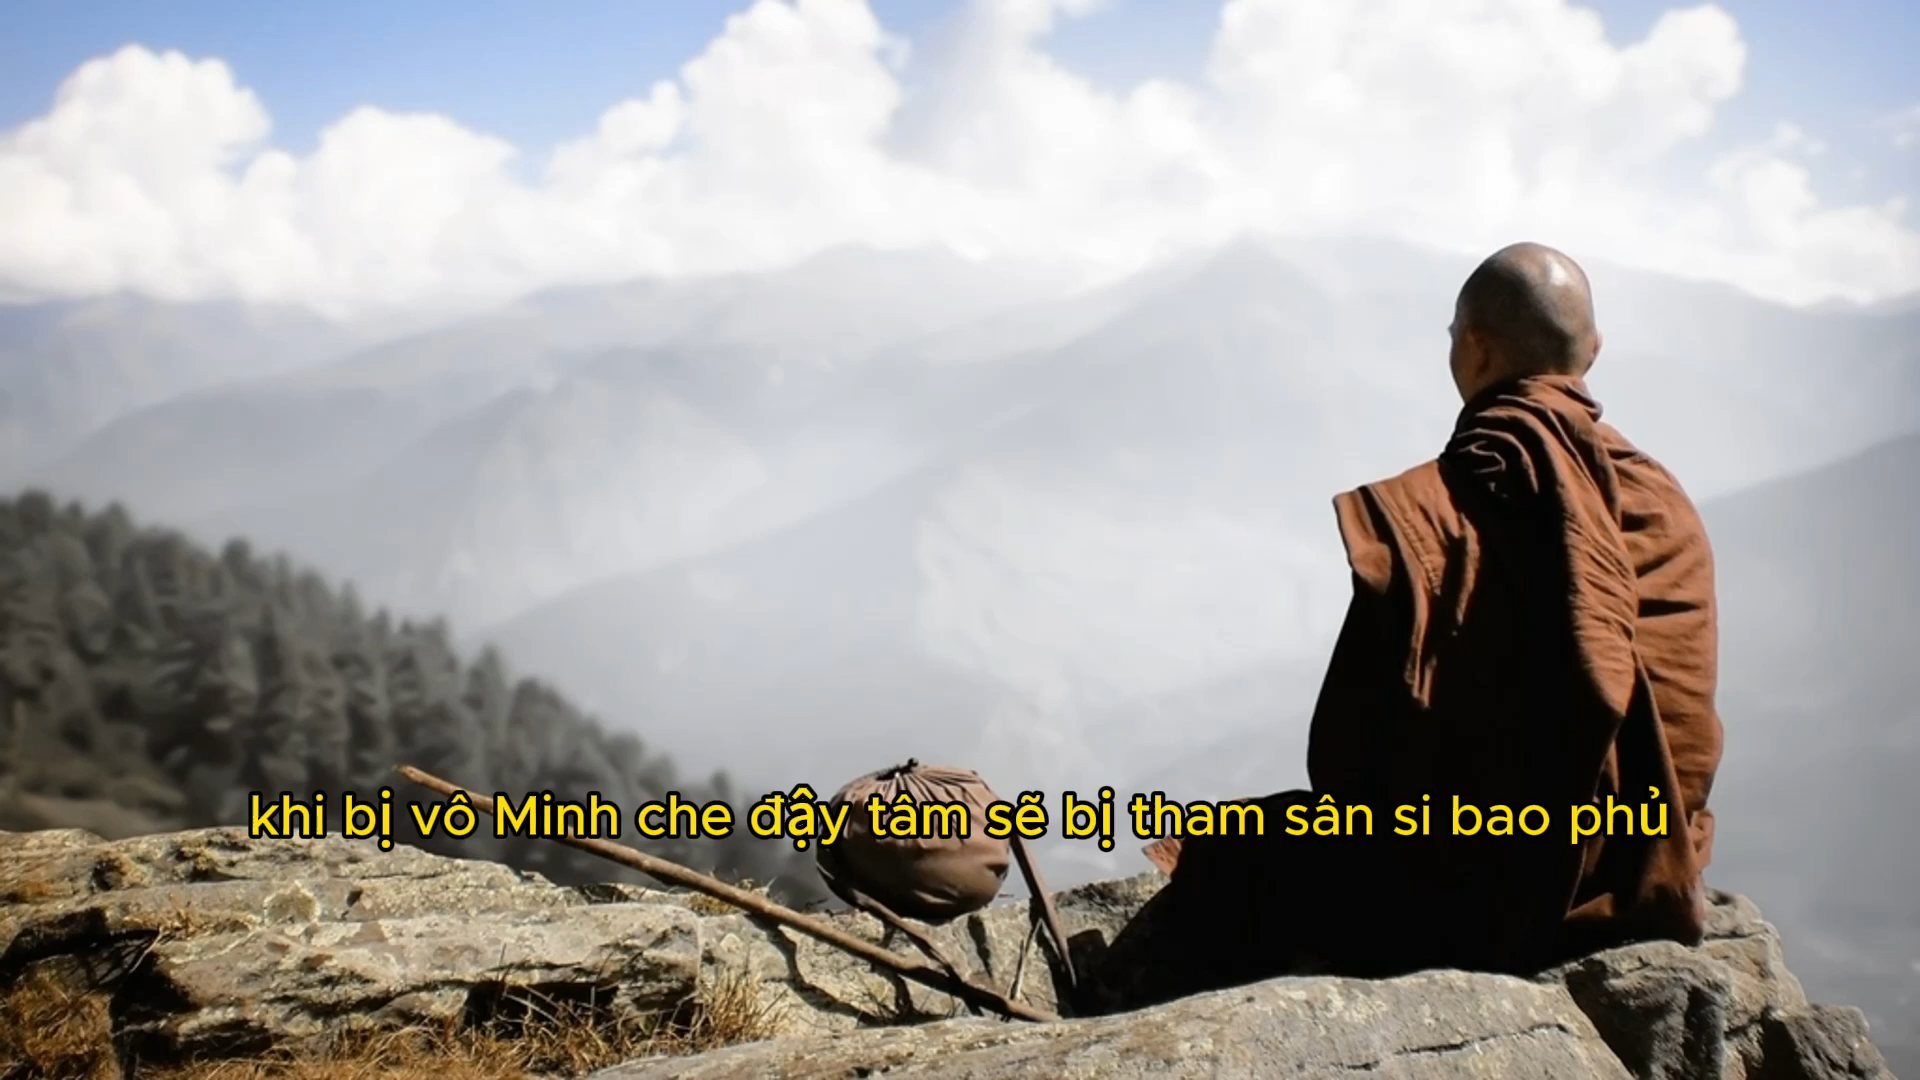 khi bị vô Minh che đậy tâm sẽ bị tham sân si bao phủ